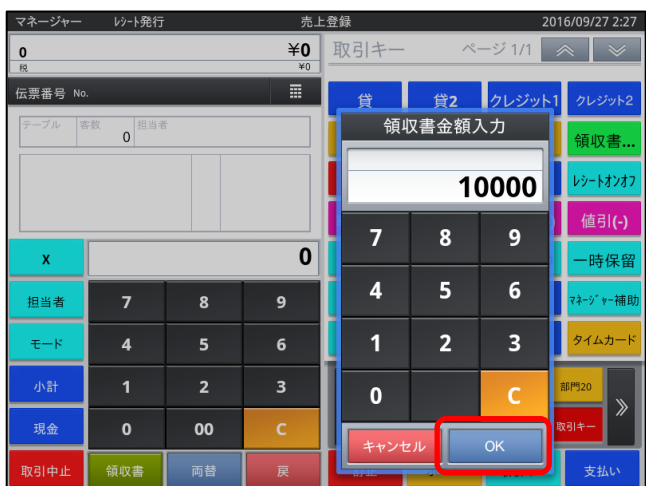 マネージャー レシート発行 売上登録 2016/09/27 2:27
0 ¥0
税 ¥0
伝票番号 No.
テーブル 客数 0 担当者
x 0
担当者 7 8 9
モード 4 5 6
小計 1 2 3
現金 0 00 C
取引中止 領収書 両替 戻
取引キー ページ 1/1
貸 貸2 クレジット1 クレジット2
領収書...
レシートオンオフ
値引(-)
一時保留
マネージャー補助
タイムカード
部門20
取引キー
支払い
領収書金額入力
10000
7 8 9
4 5 6
1 2 3
0 C
キャンセル OK